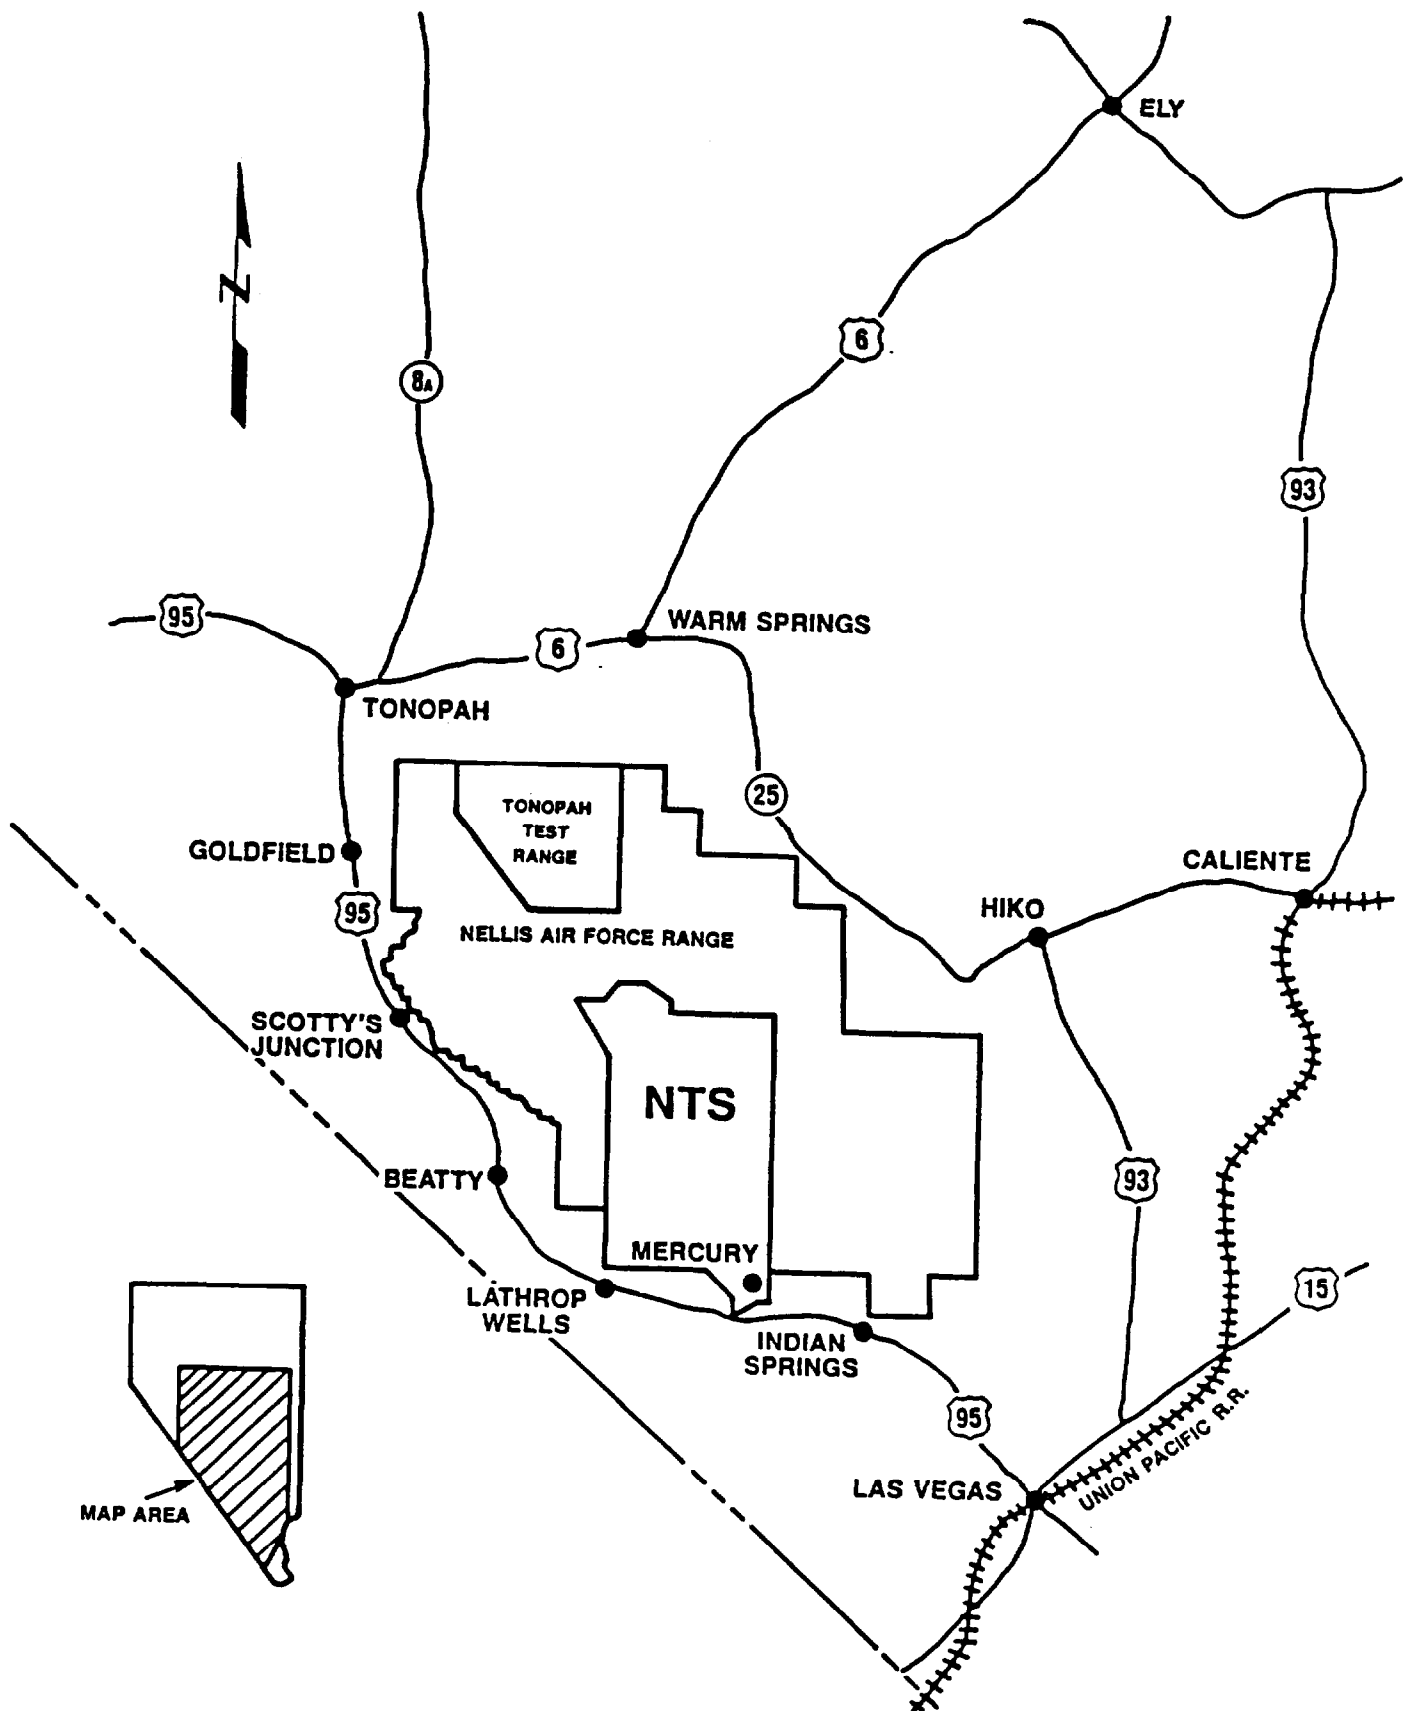 ELY
N
6
8A
93
95
WARM SPRINGS
6
TONOPAH
25
TONOPAH
TEST
RANGE
GOLDFIELD
CALIENTE
95
HIKO
NELLIS AIR FORCE RANGE
SCOTTY'S
JUNCTION
NTS
BEATTY
93
MERCURY
LATHROP
WELLS
15
INDIAN
SPRINGS
95
LAS VEGAS
UNION PACIFIC R.R.
MAP AREA